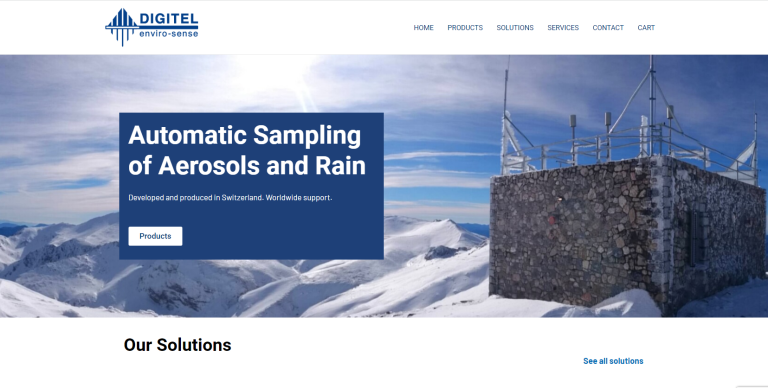 DIGITEL
enviro-sense
HOME PRODUCTS SOLUTIONS SERVICES CONTACT CART
Automatic Sampling
of Aerosols and Rain
Developed and produced in Switzerland. Worldwide support.
Products
Our Solutions
See all solutions